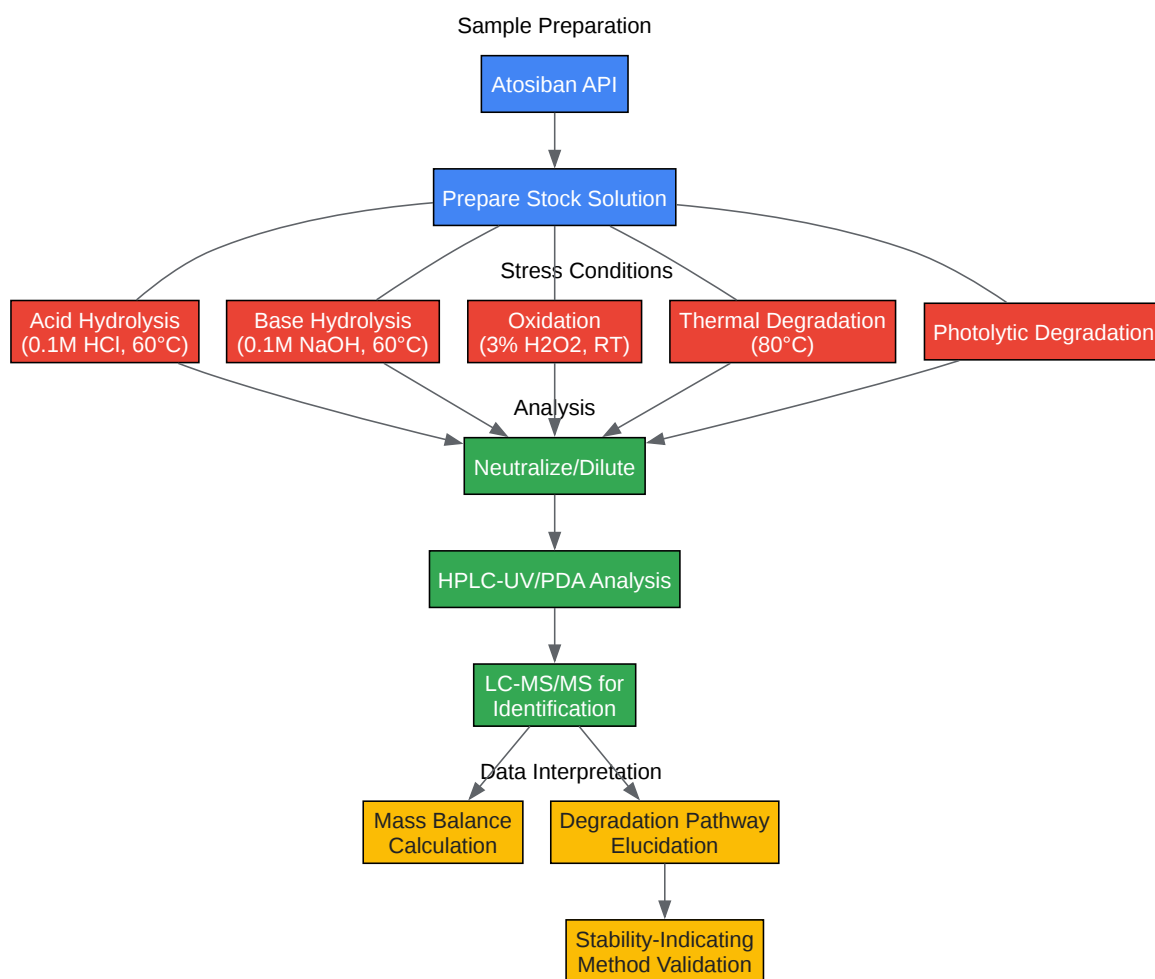 Sample Preparation
Atosiban API
Prepare Stock Solution
Stress Conditions
Acid Hydrolysis
(0.1M HCl, 60°C)
Base Hydrolysis
(0.1M NaOH, 60°C)
Oxidation
(3% H2O2, RT)
Thermal Degradation
(80°C)
Photolytic Degradation
Analysis
Neutralize/Dilute
HPLC-UV/PDA Analysis
LC-MS/MS for
Identification
Data Interpretation
Mass Balance
Calculation
Degradation Pathway
Elucidation
Stability-Indicating
Method Validation